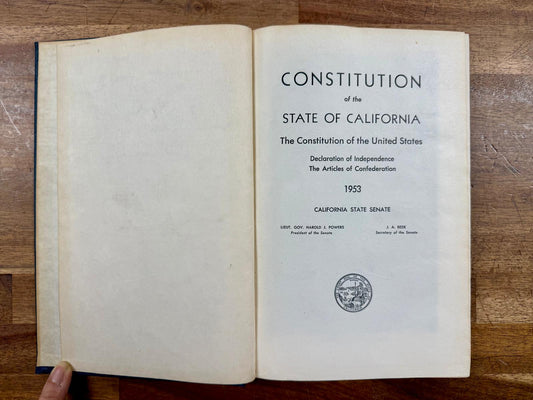 CONSTITUTION
of the
STATE OF CALIFORNIA
The Constitution of the United States
Declaration of Independence
The Articles of Confederation
1953
CALIFORNIA STATE SENATE
LIEUT. GOV. HAROLD J. POWERS
President of the Senate
J. A. BEEK
Secretary of the Senate